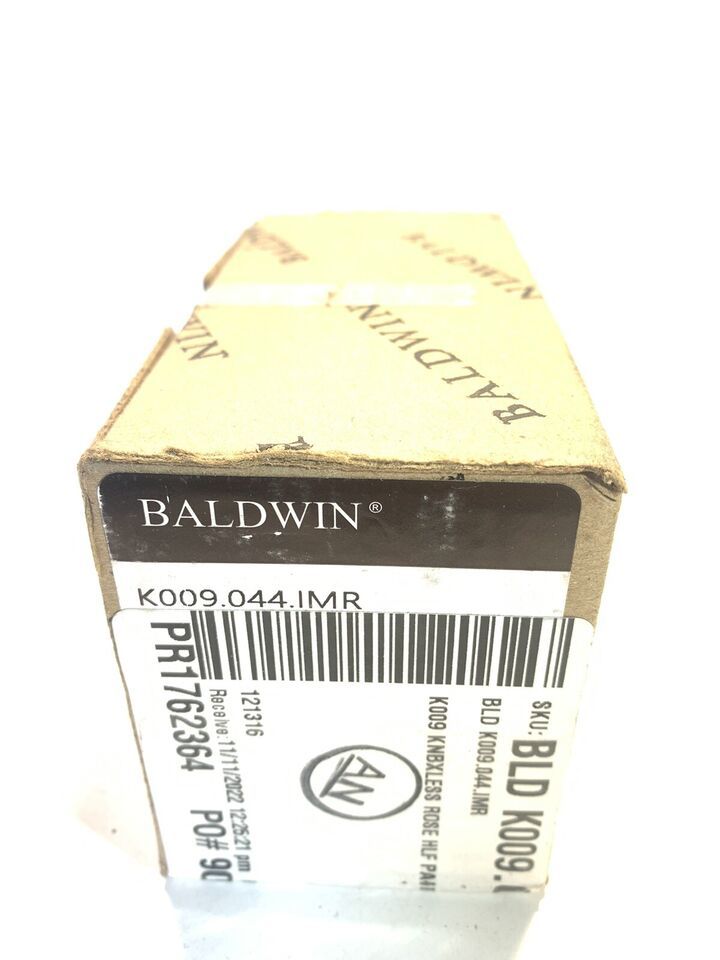 BALDWIN
BALDWIN
BALDWIN®
K009.044.IMR
SKU:
BLD K009.
BLD K009.044.IMR
K009 KNBXLESS ROSE HLF
AW
121316
Receive: 11/11/2022 12:25:21 pm
PR1762364 PO# 90